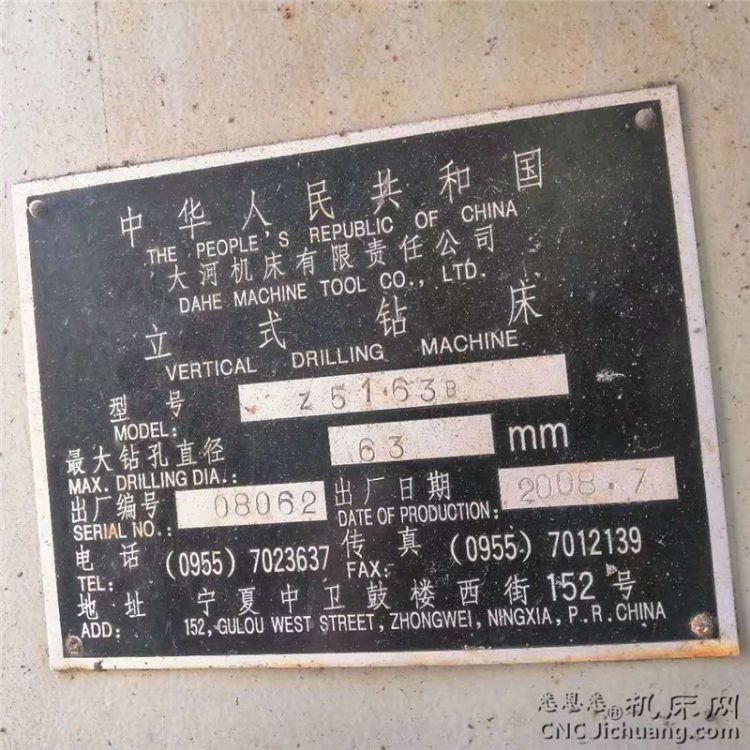 中华人民共和国
THE PEOPLE'S REPUBLIC OF CHINA
大河机床有限责任公司
DAHE MACHINE TOOL CO., LTD.
立式钻床
VERTICAL DRILLING MACHINE
型号 Z5163B
MODEL:
最大钻孔直径 63 mm
MAX. DRILLING DIA.:
出厂编号 08062 出厂日期 2008.7
SERIAL NO.: DATE OF PRODUCTION:
电话 (0955) 7023637 传真 (0955) 7012139
TEL: FAX:
地址 宁夏中卫鼓楼西街152号
ADD: 152, GULOU WEST STREET, ZHONGWEI, NINGXIA, P.R.CHINA
®机床网
CNCJichuang.com